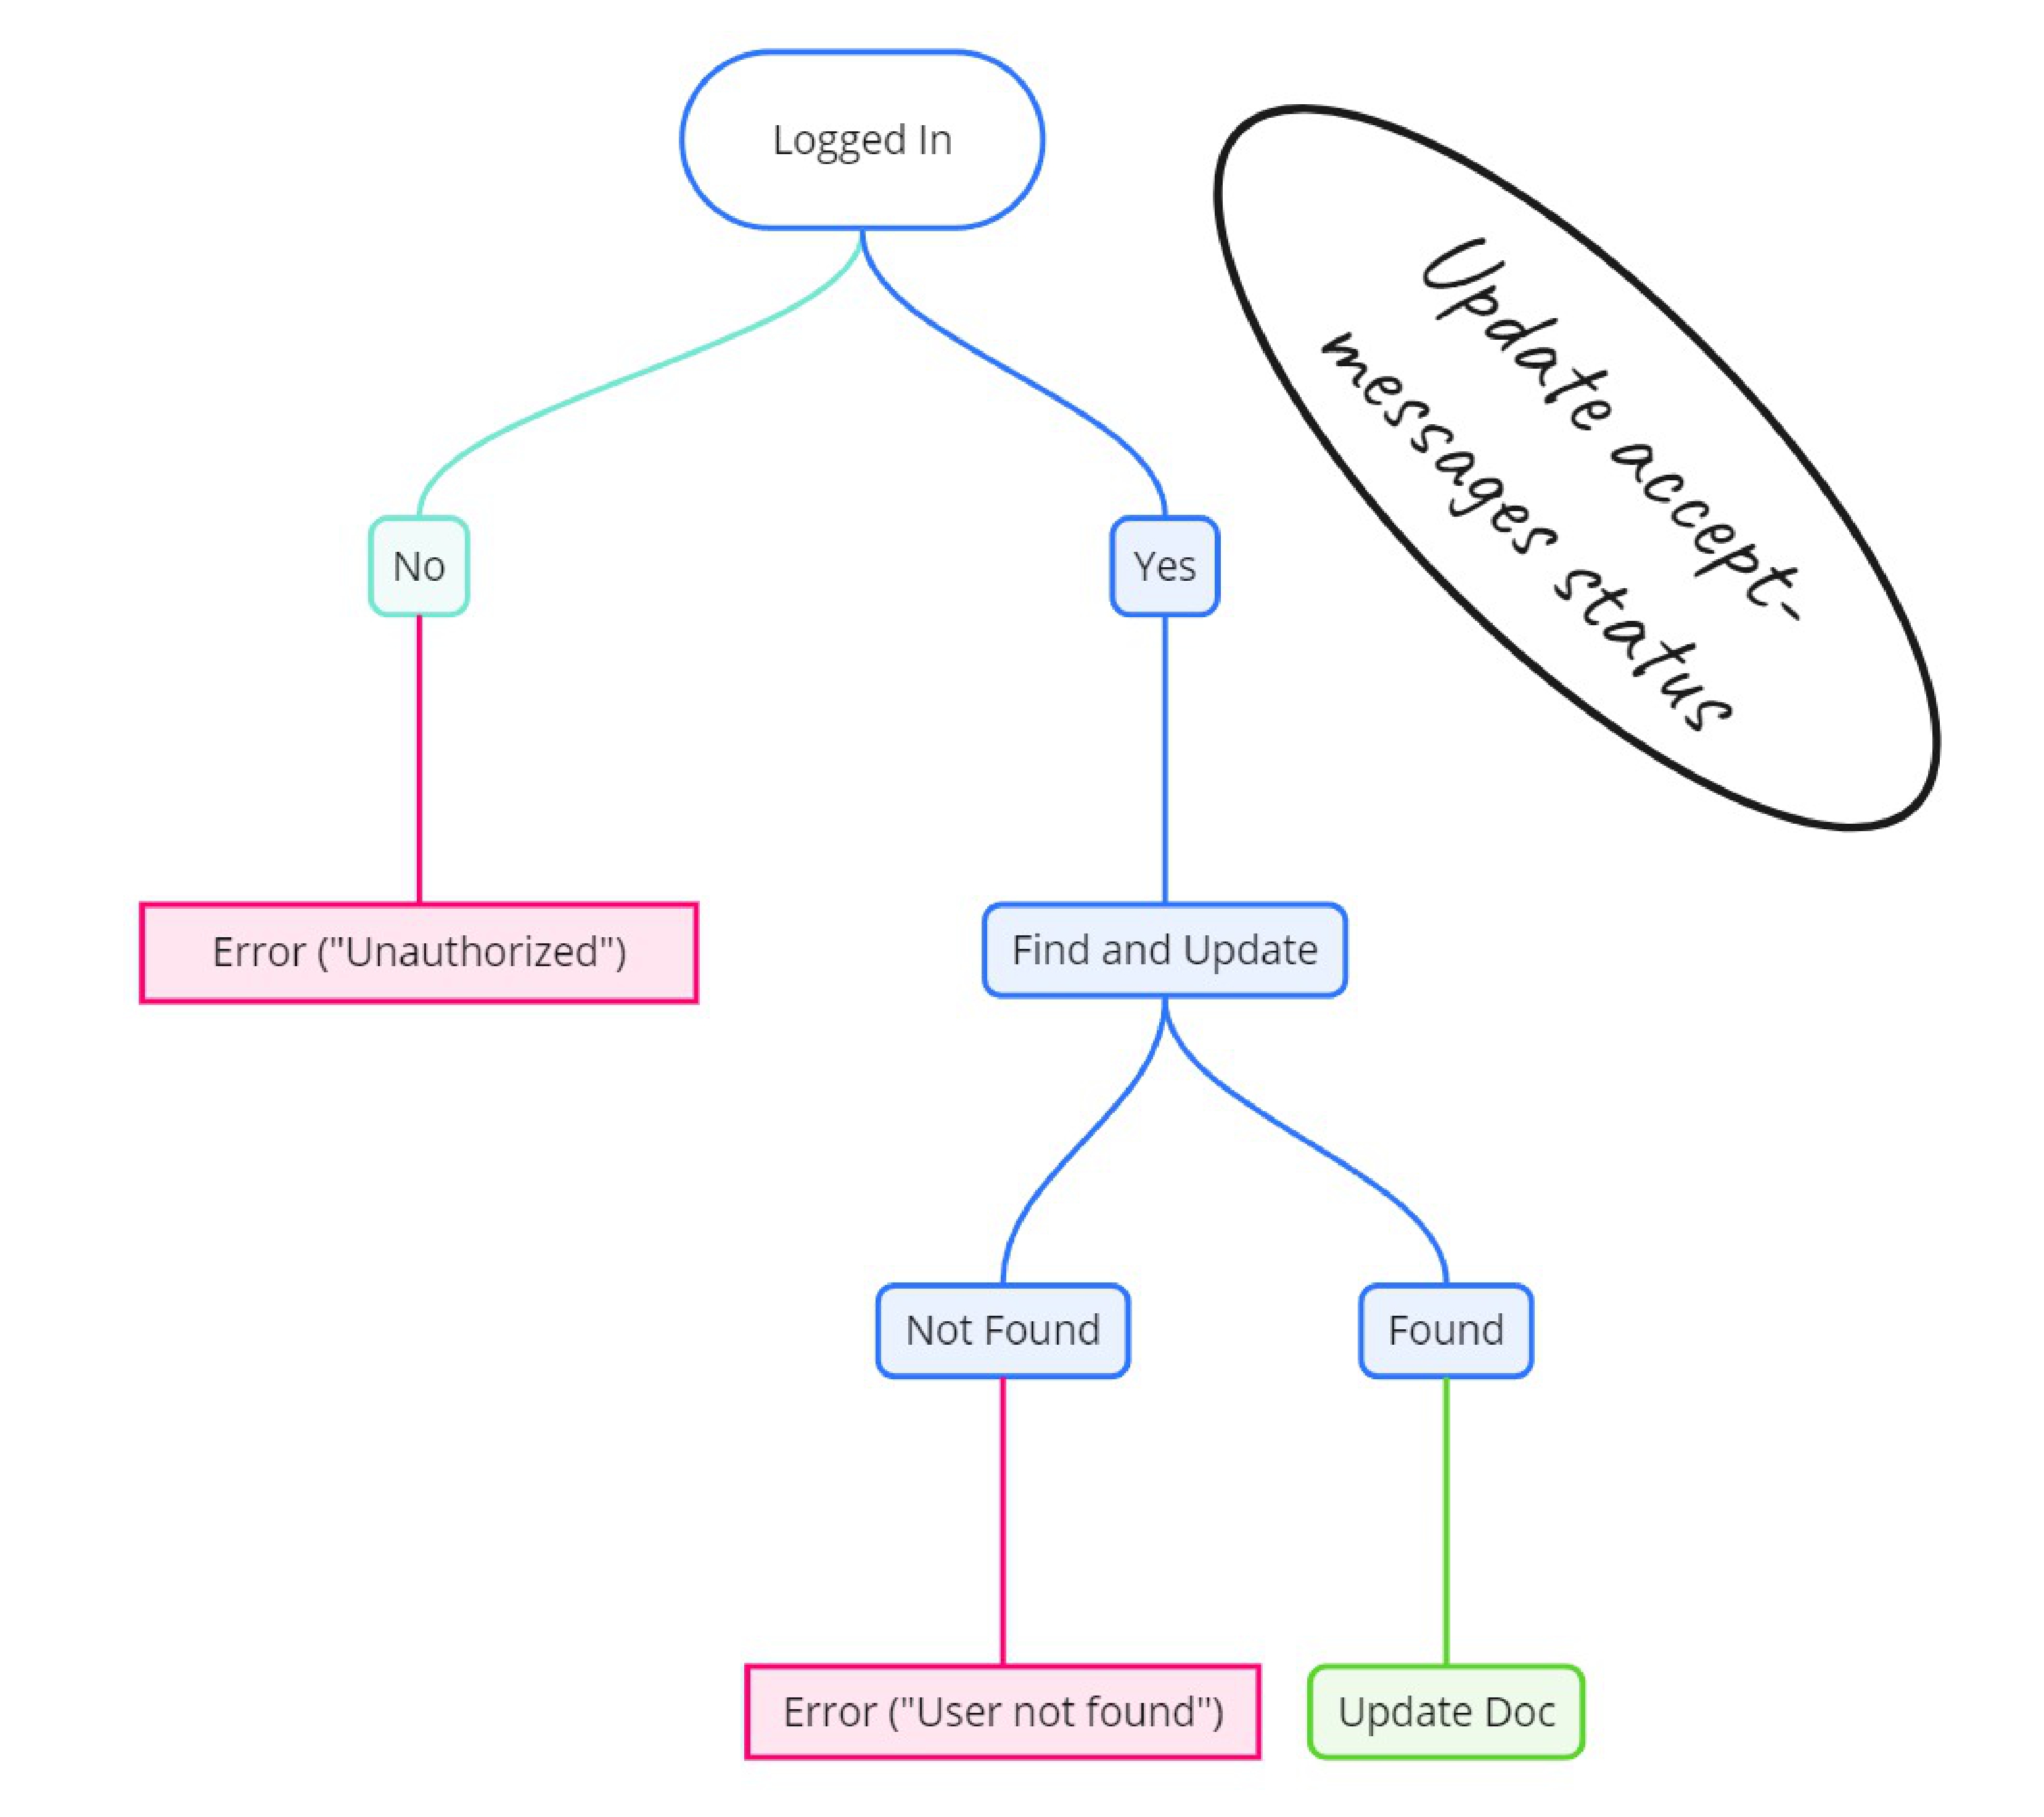 Logged In
Update accept-
messages status
No
Yes
Error ("Unauthorized")
Find and Update
Not Found
Found
Error ("User not found")
Update Doc